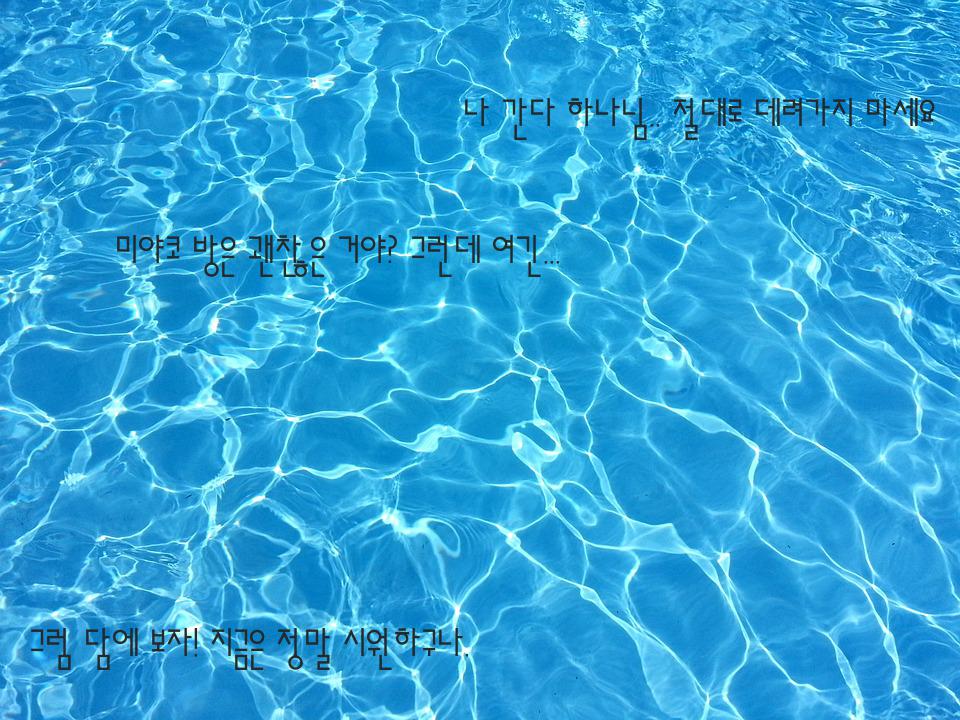 나 간다 하나님.. 절대로 데려가지 마세요
미야코 방은 괜찮은 거야? 그런데 여긴...
그럼 담에 보자! 지금은 정말 시원하구나.